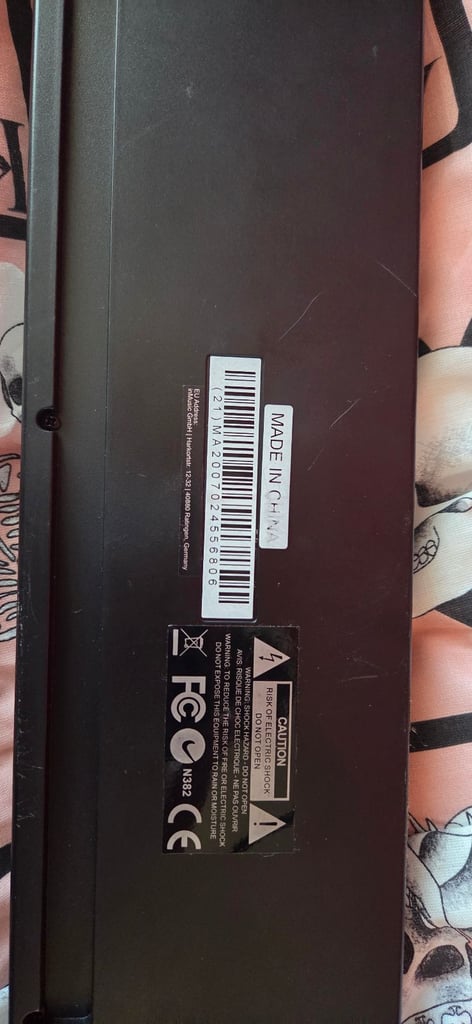 MADE IN CHINA
(21)MA2007024556806
EU Address:
inMusic GmbH | Harkortstr. 12-32 | 40880 Ratingen, Germany
CAUTION
RISK OF ELECTRIC SHOCK
DO NOT OPEN
WARNING: SHOCK HAZARD - DO NOT OPEN
AVIS: RISQUE DE CHOC ELECTRIQUE - NE PAS OUVRIR
WARNING: TO REDUCE THE RISK OF FIRE OR ELECTRIC SHOCK
DO NOT EXPOSE THIS EQUIPMENT TO RAIN OR MOISTURE
FC N382 CE